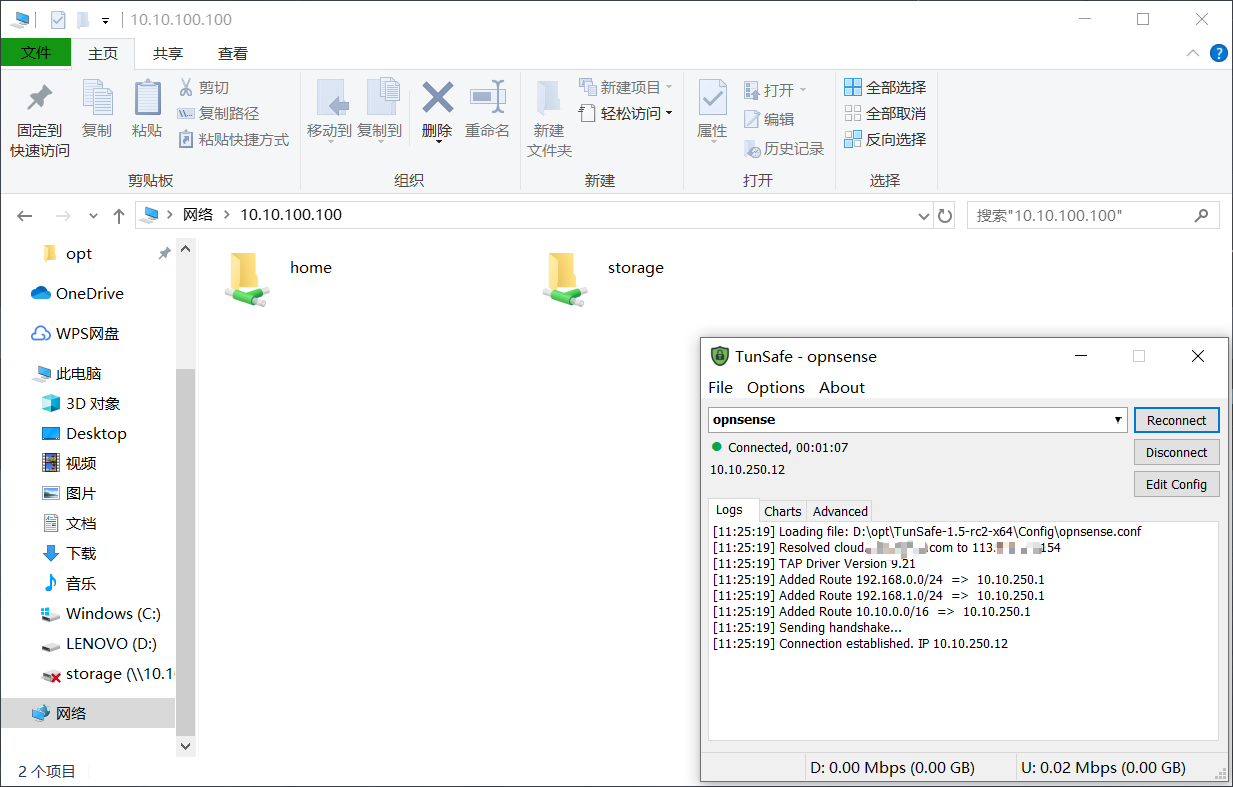 10.10.100.100
文件 主页 共享 查看
固定到
快速访问
复制
粘贴
剪切
复制路径
粘贴快捷方式
剪贴板
移动到
复制到
删除
重命名
组织
新建
文件夹
新建项目
轻松访问
新建
属性
打开
编辑
历史记录
打开
全部选择
全部取消
反向选择
选择
网络 10.10.100.100
搜索"10.10.100.100"
opt
OneDrive
WPS网盘
此电脑
3D 对象
Desktop
视频
图片
文档
下载
音乐
Windows (C:)
LENOVO (D:)
storage (\\10.1
网络
home
storage
2 个项目
TunSafe - opnsense
File Options About
opnsense
Reconnect
Connected, 00:01:07
Disconnect
10.10.250.12
Edit Config
Logs Charts Advanced
[11:25:19] Loading file: D:\opt\TunSafe-1.5-rc2-x64\Config\opnsense.conf
[11:25:19] Resolved cloud. com to 113. 154
[11:25:19] TAP Driver Version 9.21
[11:25:19] Added Route 192.168.0.0/24 => 10.10.250.1
[11:25:19] Added Route 192.168.1.0/24 => 10.10.250.1
[11:25:19] Added Route 10.10.0.0/16 => 10.10.250.1
[11:25:19] Sending handshake...
[11:25:19] Connection established. IP 10.10.250.12
D: 0.00 Mbps (0.00 GB) U: 0.02 Mbps (0.00 GB)